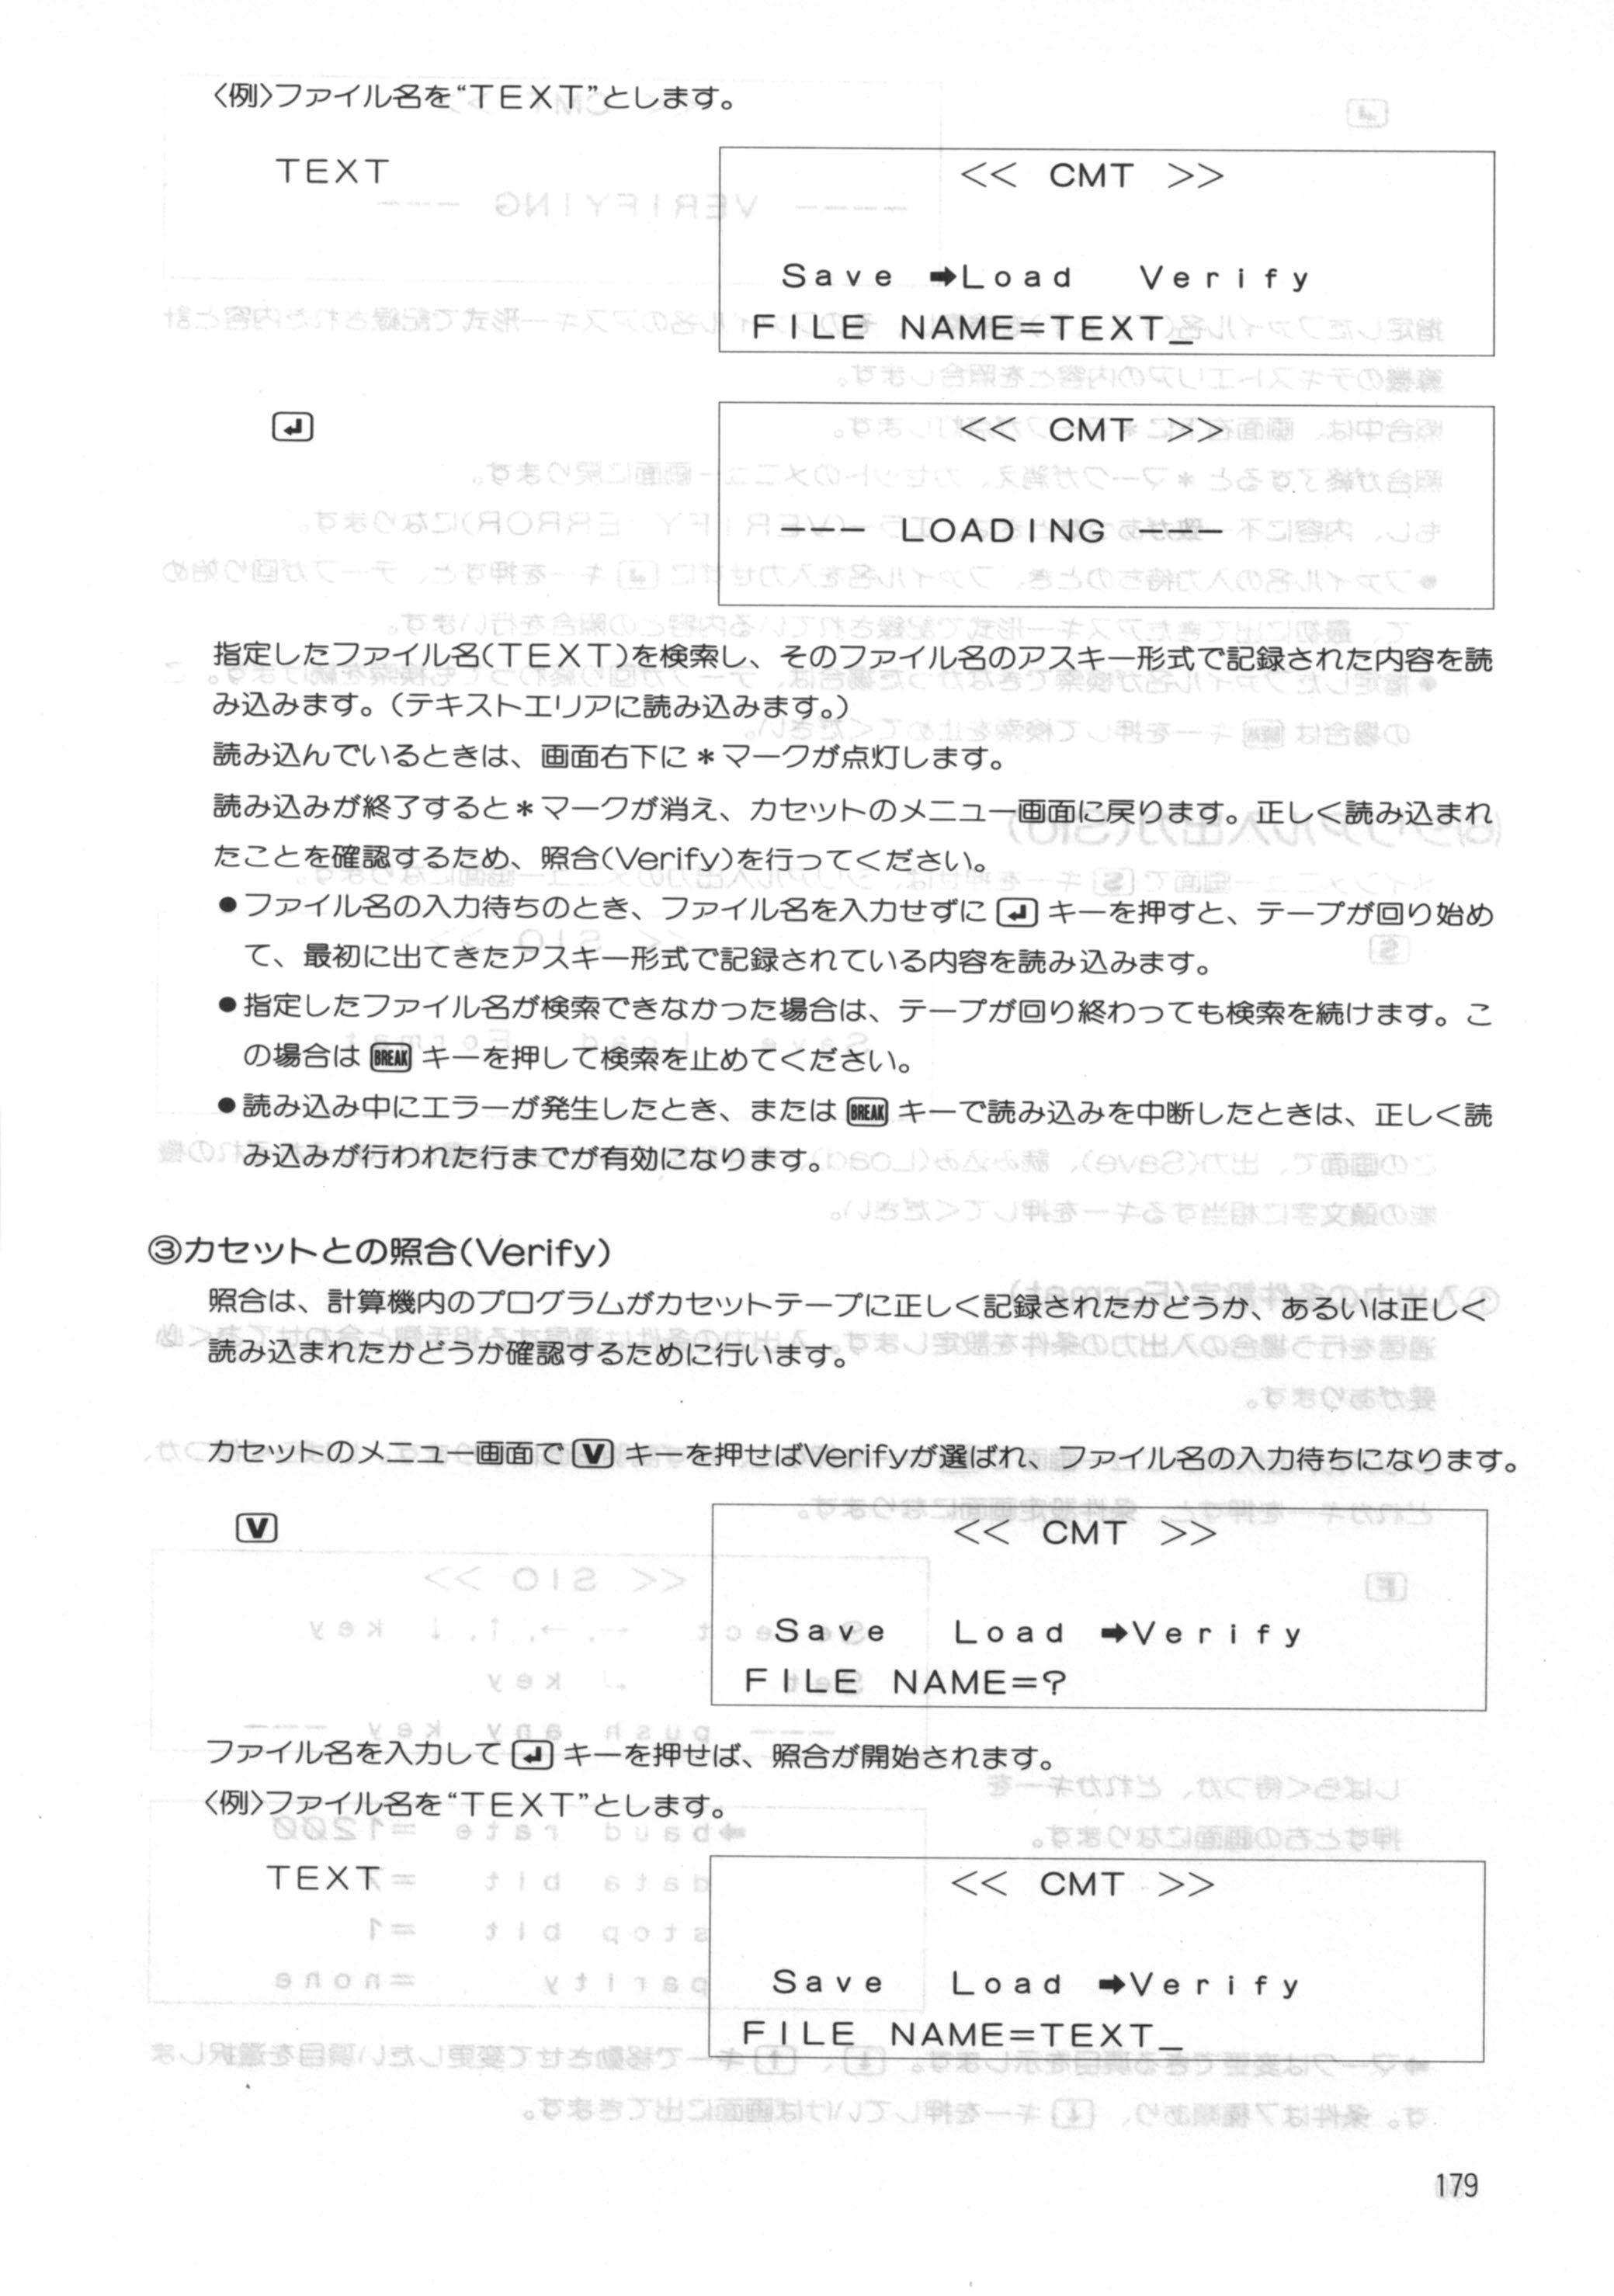 〈例〉ファイル名を“TEXT”とします。
TEXT
<< CMT >>
Save ➡Load Verify
FILE NAME=TEXT_
↲
<< CMT >>
--- LOADING ---
指定したファイル名(TEXT)を検索し、そのファイル名のアスキー形式で記録された内容を読
み込みます。(テキストエリアに読み込みます。)
読み込んでいるときは、画面右下に＊マークが点灯します。
読み込みが終了すると＊マークが消え、カセットのメニュー画面に戻ります。正しく読み込まれ
たことを確認するため、照合(Verify)を行ってください。
●ファイル名の入力待ちのとき、ファイル名を入力せずに ↲ キーを押すと、テープが回り始め
て、最初に出てきたアスキー形式で記録されている内容を読み込みます。
●指定したファイル名が検索できなかった場合は、テープが回り終わっても検索を続けます。こ
の場合は BREAK キーを押して検索を止めてください。
●読み込み中にエラーが発生したとき、または BREAK キーで読み込みを中断したときは、正しく読
み込みが行われた行までが有効になります。
③カセットとの照合(Verify)
照合は、計算機内のプログラムがカセットテープに正しく記録されたかどうか、あるいは正しく
読み込まれたかどうか確認するために行います。
カセットのメニュー画面で V キーを押せばVerifyが選ばれ、ファイル名の入力待ちになります。
V
<< CMT >>
Save Load ➡Verify
FILE NAME=?
ファイル名を入力して ↲ キーを押せば、照合が開始されます。
〈例〉ファイル名を“TEXT”とします。
TEXT
<< CMT >>
Save Load ➡Verify
FILE NAME=TEXT_
179